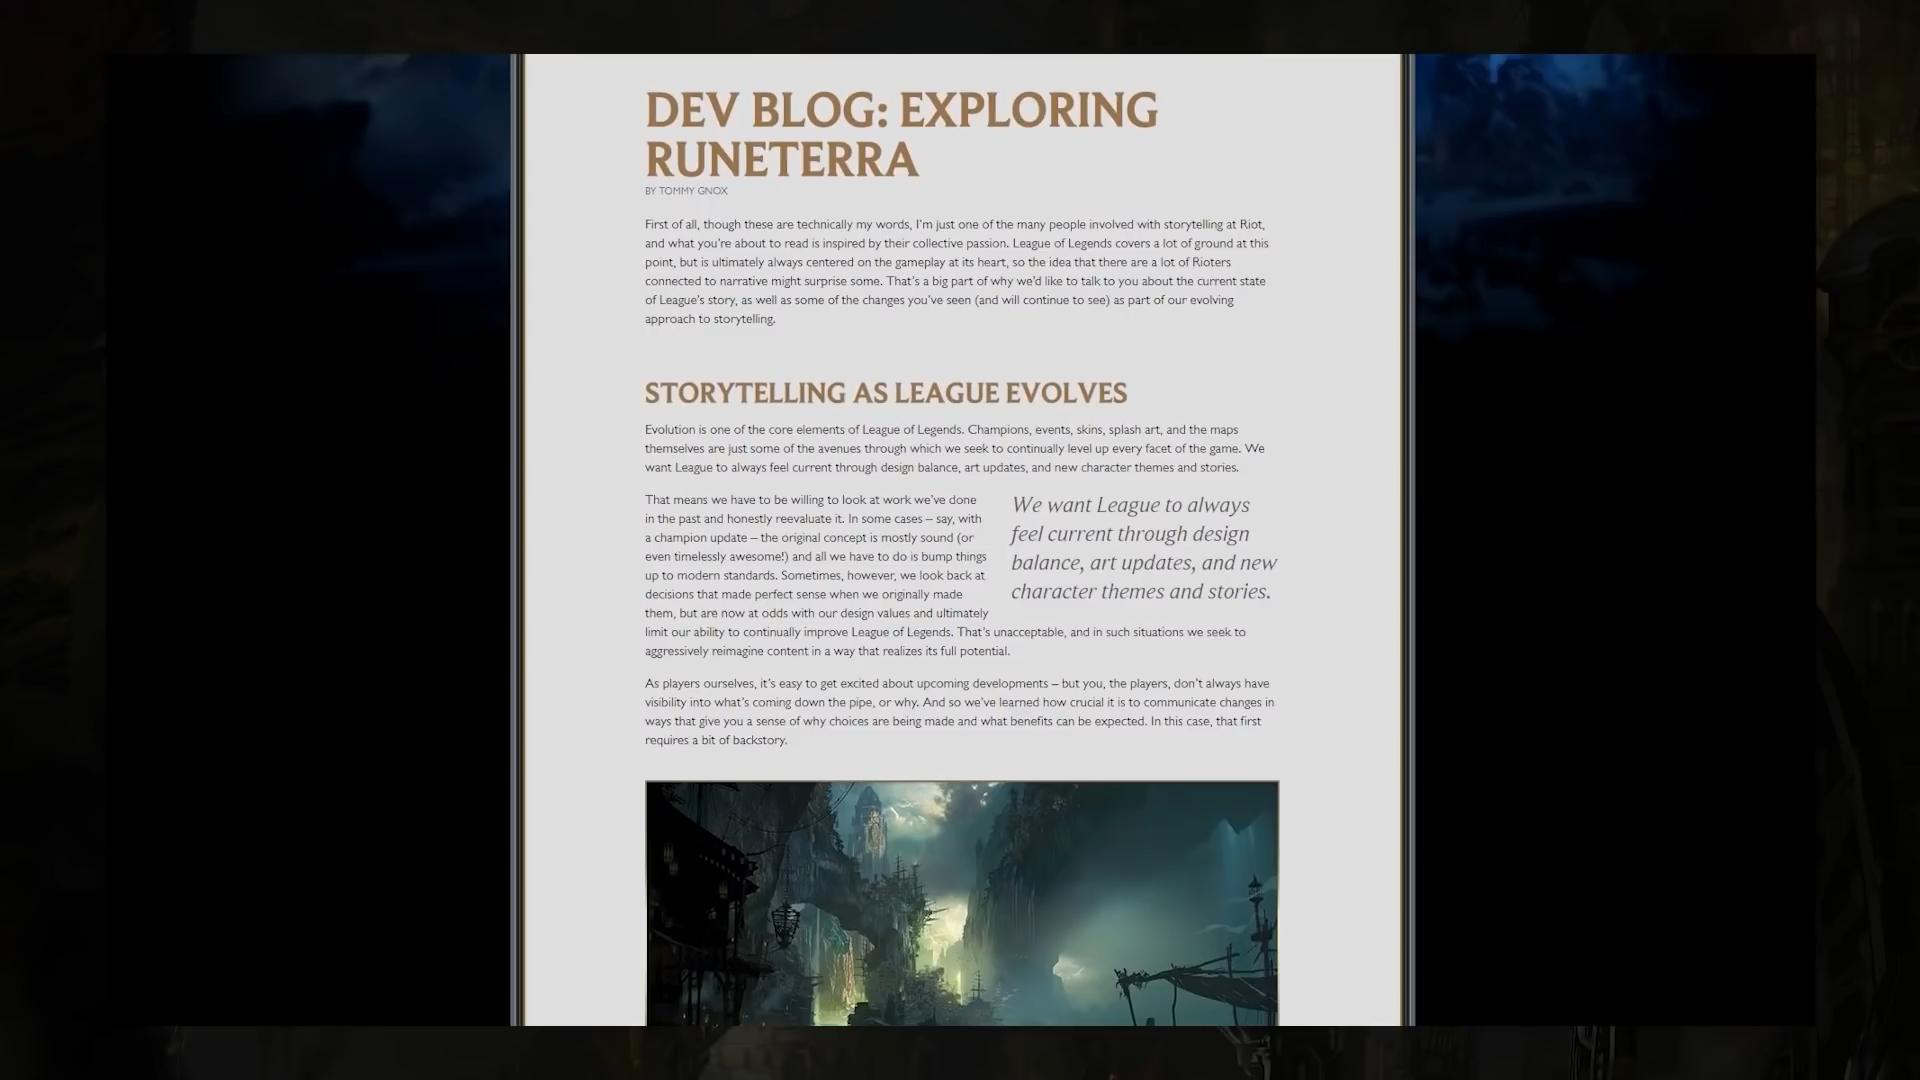 DEV BLOG: EXPLORING
RUNETERRA
BY TOMMY GNOX
First of all, though these are technically my words, I'm just one of the many people involved with storytelling at Riot,
and what you're about to read is inspired by their collective passion. League of Legends covers a lot of ground at this
point, but is ultimately always centered on the gameplay at its heart, so the idea that there are a lot of Rioters
connected to narrative might surprise some. That's a big part of why we'd like to talk to you about the current state
of League's story, as well as some of the changes you've seen (and will continue to see) as part of our evolving
approach to storytelling.
STORYTELLING AS LEAGUE EVOLVES
Evolution is one of the core elements of League of Legends. Champions, events, skins, splash art, and the maps
themselves are just some of the avenues through which we seek to continually level up every facet of the game. We
want League to always feel current through design balance, art updates, and new character themes and stories.
That means we have to be willing to look at work we've done
in the past and honestly reevaluate it. In some cases – say, with
a champion update – the original concept is mostly sound (or
even timelessly awesome!) and all we have to do is bump things
up to modern standards. Sometimes, however, we look back at
decisions that made perfect sense when we originally made
them, but are now at odds with our design values and ultimately
limit our ability to continually improve League of Legends. That's unacceptable, and in such situations we seek to
aggressively reimagine content in a way that realizes its full potential.
We want League to always
feel current through design
balance, art updates, and new
character themes and stories.
As players ourselves, it's easy to get excited about upcoming developments – but you, the players, don't always have
visibility into what's coming down the pipe, or why. And so we've learned how crucial it is to communicate changes in
ways that give you a sense of why choices are being made and what benefits can be expected. In this case, that first
requires a bit of backstory.